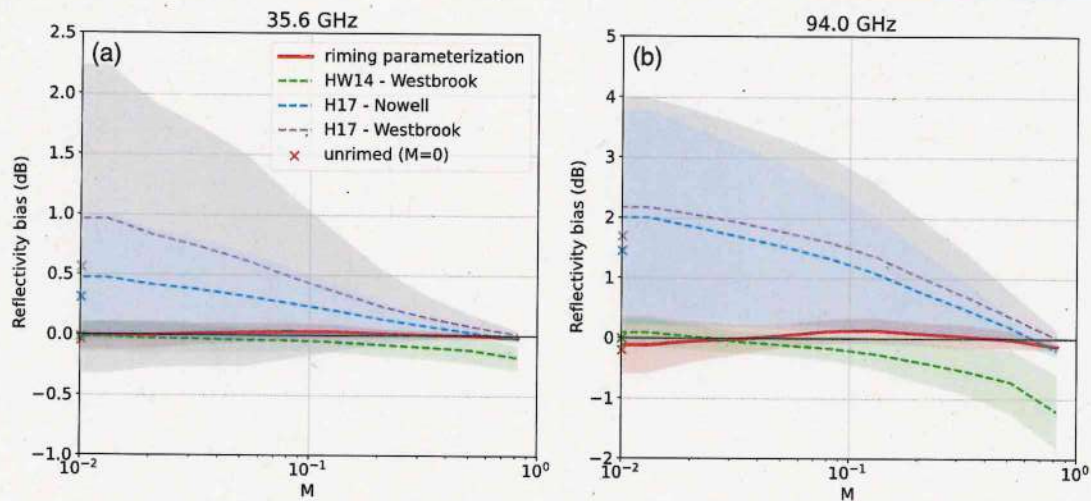 35.6 GHz
(a)
2.5
2.0
1.5
1.0
0.5
0.0
−0.5
−1.0
Reflectivity bias (dB)
riming parameterization
HW14 - Westbrook
H17 - Nowell
H17 - Westbrook
unrimed (M=0)
10⁻² 10⁻¹ 10⁰
M
94.0 GHz
(b)
5
4
3
2
1
0
−1
−2
Reflectivity bias (dB)
10⁻² 10⁻¹ 10⁰
M